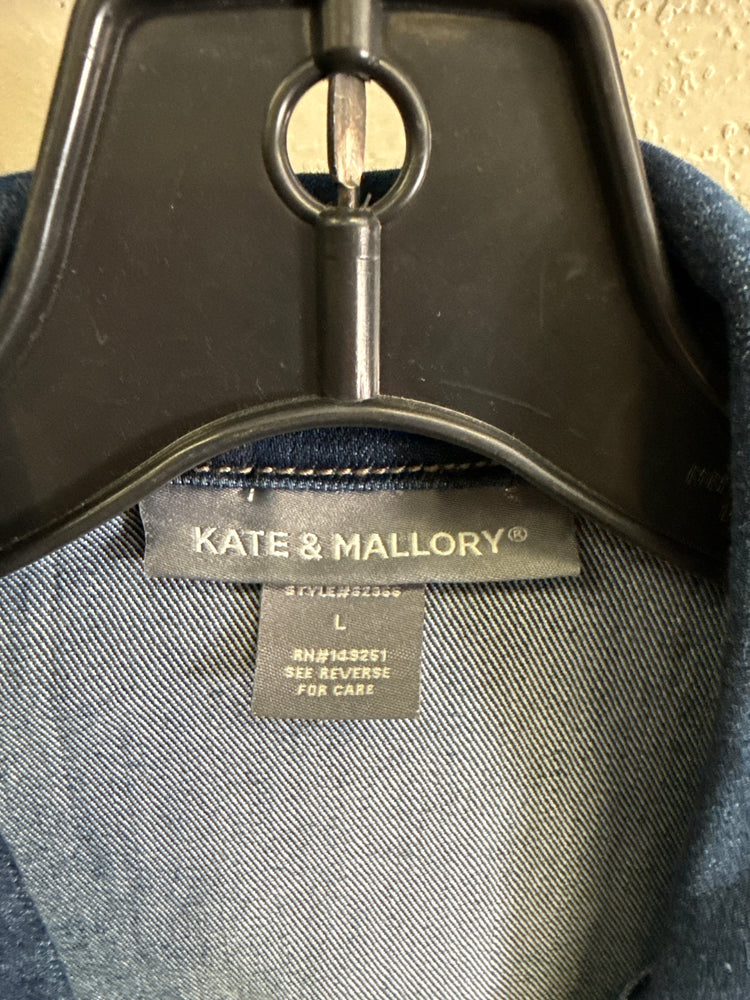 KATE & MALLORY®
L
RN#149251
SEE REVERSE
FOR CARE